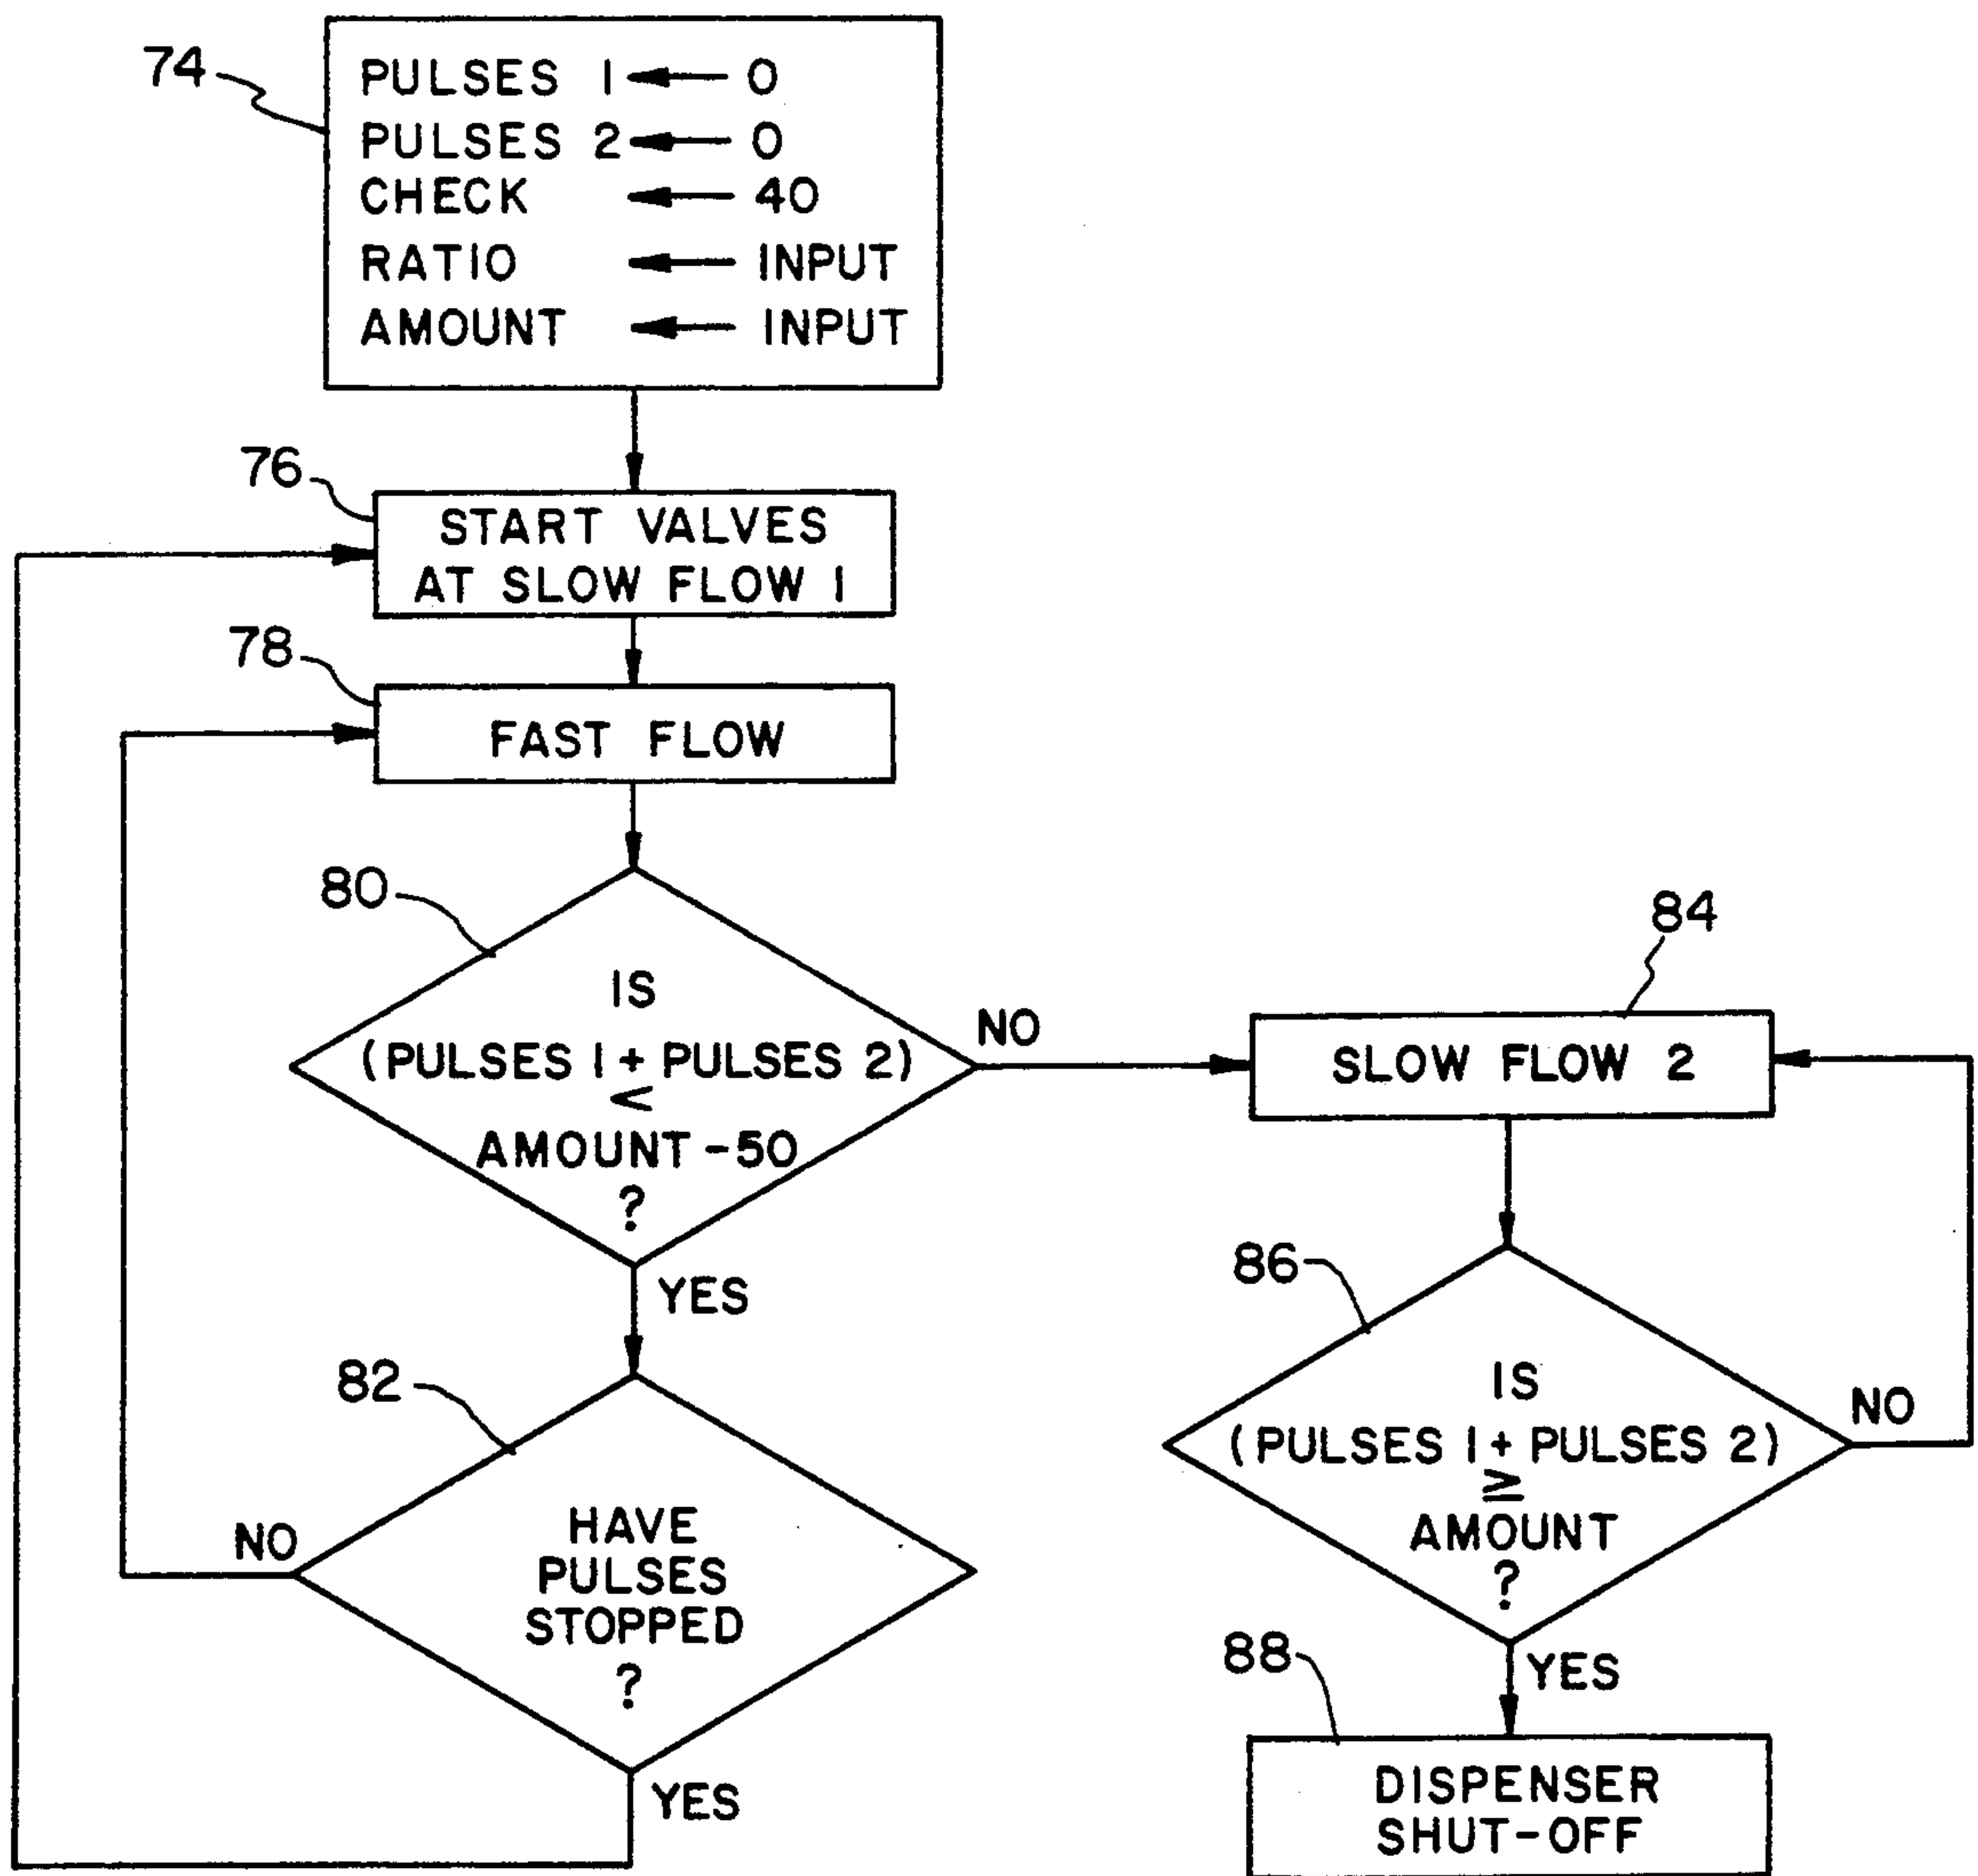 74
PULSES 1 ← 0
PULSES 2 ← 0
CHECK ← 40
RATIO ← INPUT
AMOUNT ← INPUT
76
START VALVES
AT SLOW FLOW 1
78
FAST FLOW
80
IS
(PULSES 1 + PULSES 2)
<
AMOUNT - 50
?
NO
YES
82
HAVE
PULSES
STOPPED
?
NO
YES
84
SLOW FLOW 2
86
IS
(PULSES 1 + PULSES 2)
≥
AMOUNT
?
NO
YES
88
DISPENSER
SHUT-OFF